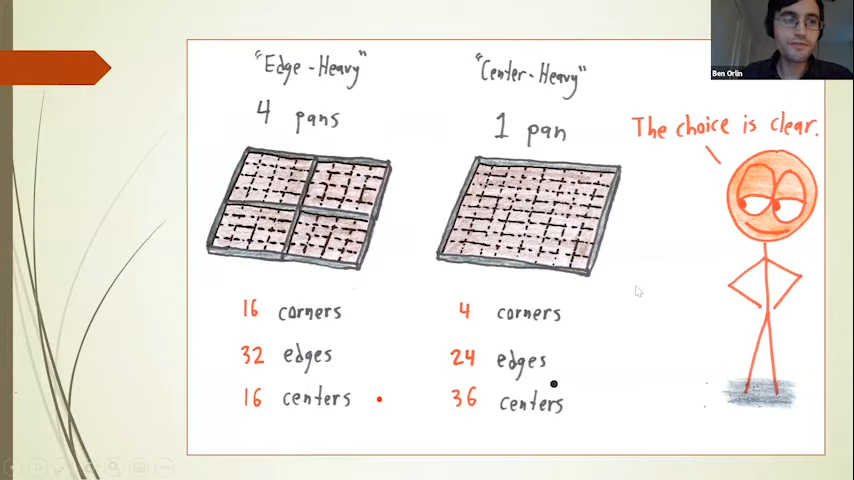 "Edge-Heavy"
4 pans
16 corners
32 edges
16 centers
"Center-Heavy"
1 pan
4 corners
24 edges
36 centers
The choice is clear.
Ben Orlin